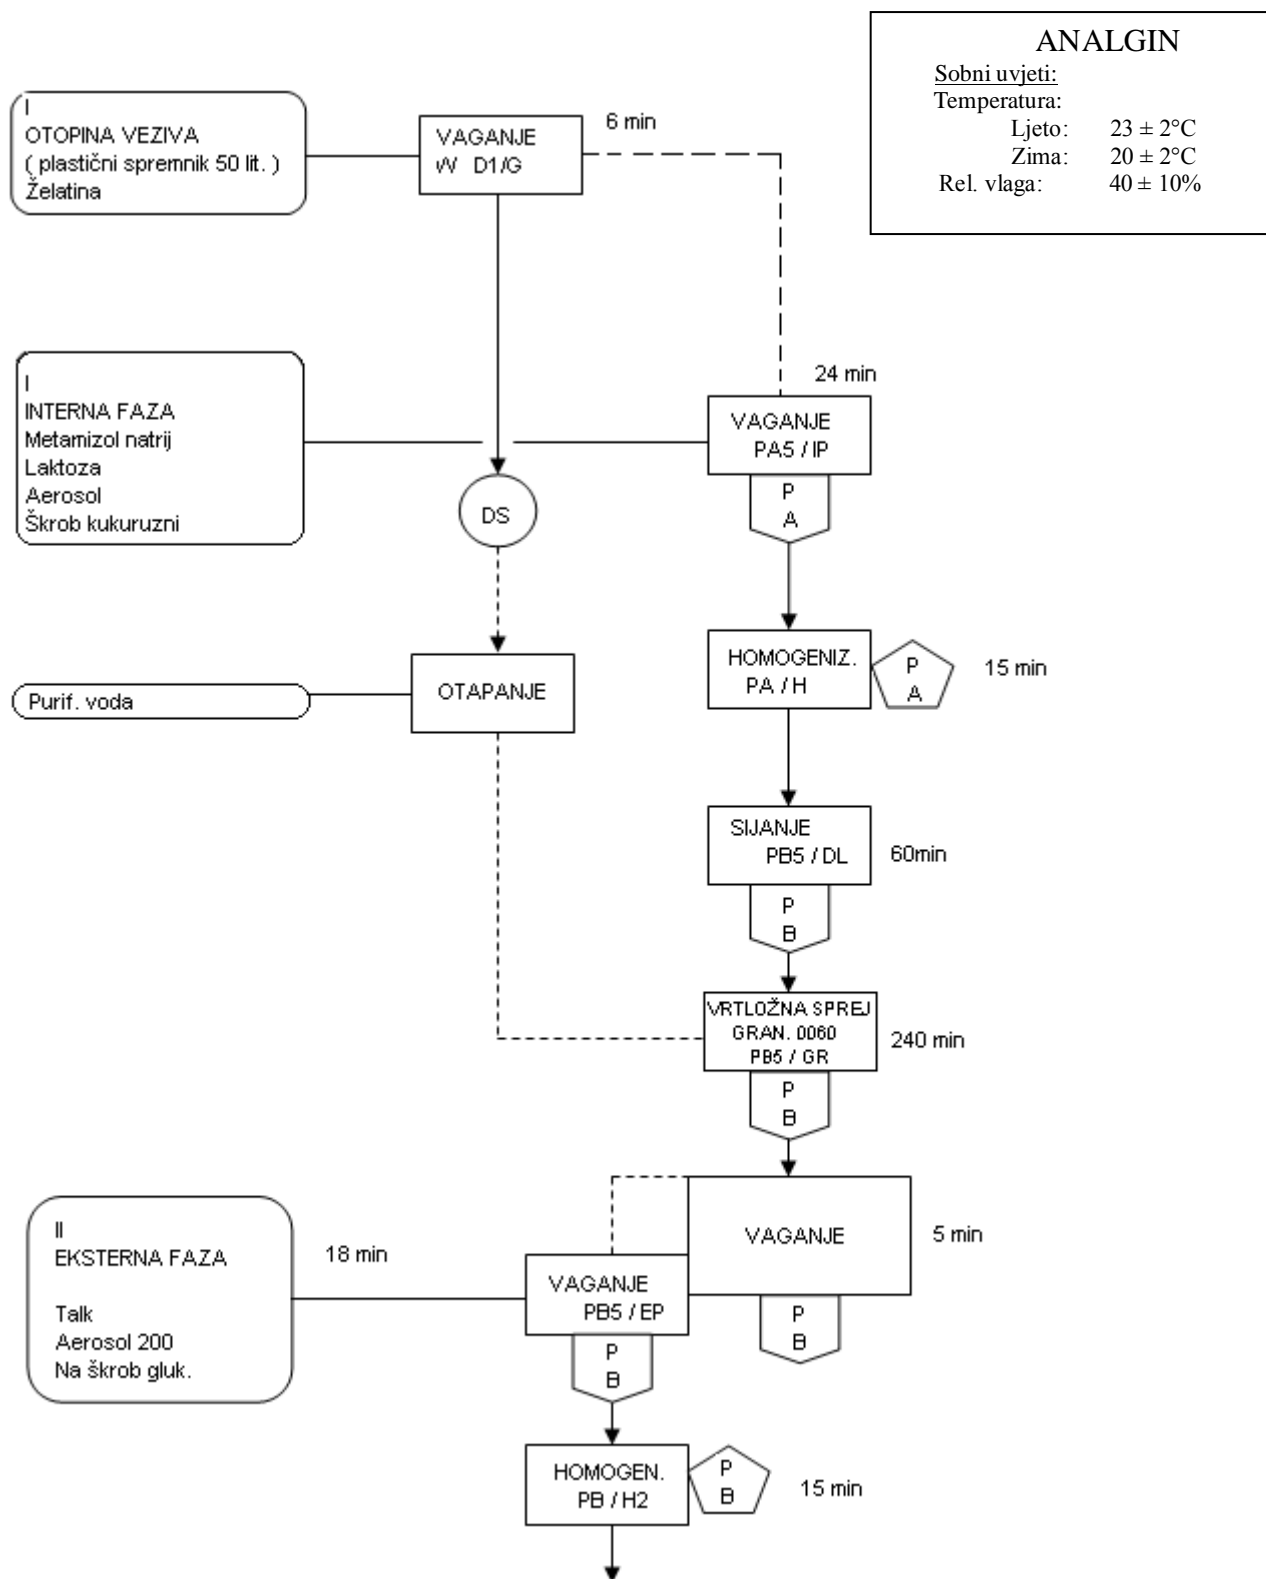 ANALGIN
Sobni uvjeti:
Temperatura:
Ljeto: 23 ± 2°C
Zima: 20 ± 2°C
Rel. vlaga: 40 ± 10%
I
OTOPINA VEZIVA
( plastični spremnik 50 lit. )
Želatina
VAGANJE
W D1/G
6 min
I
INTERNA FAZA
Metamizol natrij
Laktoza
Aerosol
Škrob kukuruzni
24 min
VAGANJE
PA5 / IP
P
A
DS
HOMOGENIZ.
PA / H
P
A
15 min
Purif. voda
OTAPANJE
SIJANJE
PB5 / DL
60min
P
B
VRTLOŽNA SPREJ
GRAN. 0060
PB5 / GR
240 min
P
B
VAGANJE
5 min
P
B
II
EKSTERNA FAZA
Talk
Aerosol 200
Na škrob gluk.
18 min
VAGANJE
PB5 / EP
P
B
HOMOGEN.
PB / H2
P
B
15 min